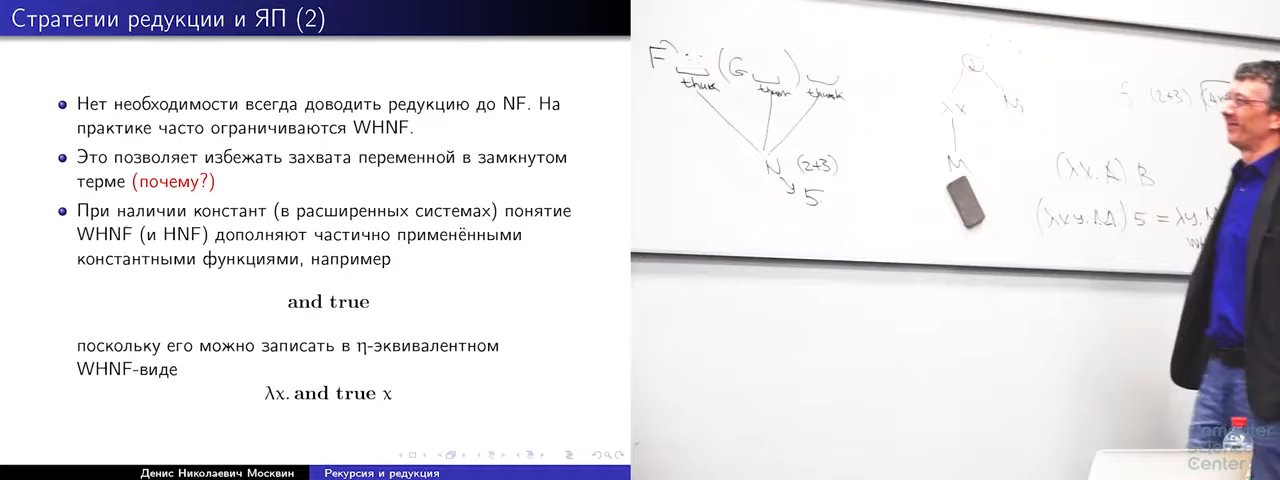 Стратегии редукции и ЯП (2)
Нет необходимости всегда доводить редукцию до NF. На
практике часто ограничиваются WHNF.
Это позволяет избежать захвата переменной в замкнутом
терме (почему?)
При наличии констант (в расширенных системах) понятие
WHNF (и HNF) дополняют частично применёнными
константными функциями, например
and true
поскольку его можно записать в η-эквивалентном
WHNF-виде
λx. and true x
Денис Николаевич Москвин
Рекурсия и редукция
F (G )
thunk thunk thunk
N (2+3)
5
@
λx N
M
5 (2+3)
(λx.M) B
(λxy.M) 5 = λy.M
Computer
Science
Center